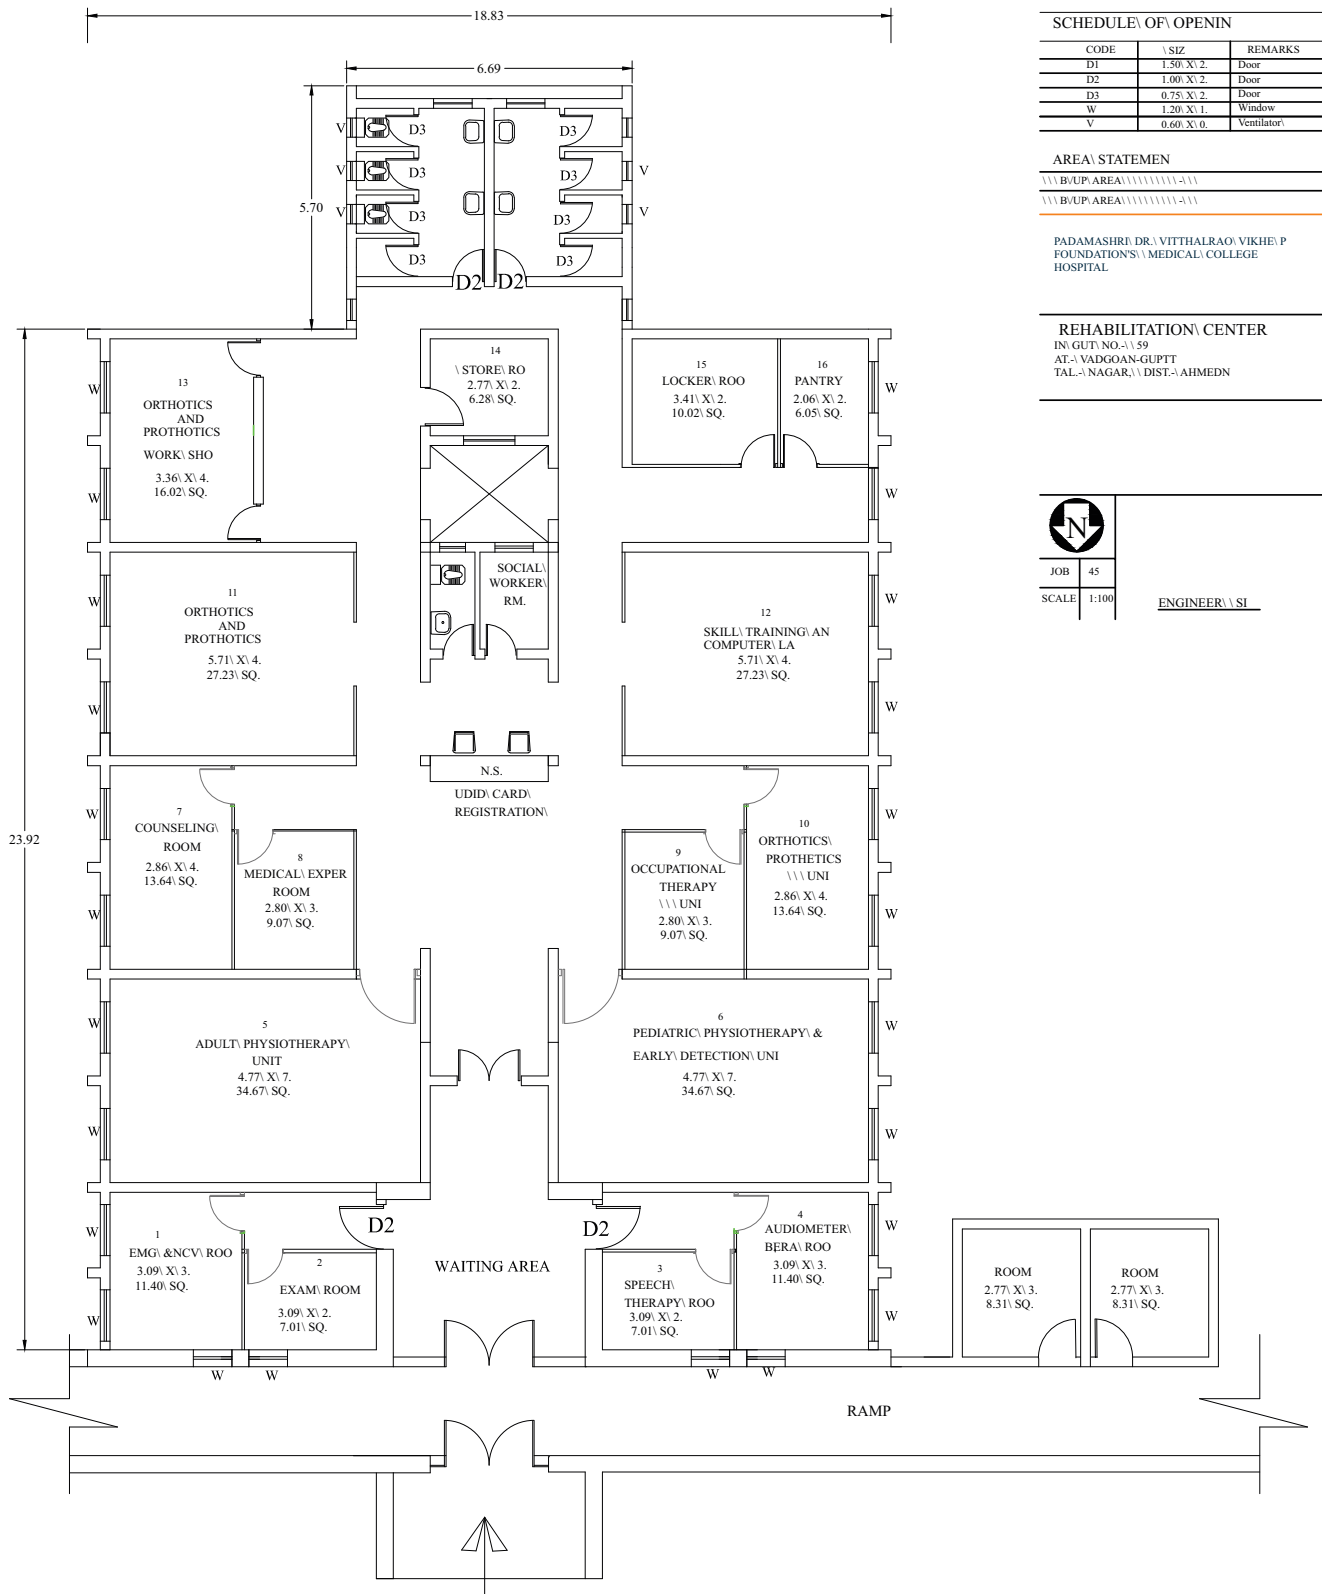 18.83
6.69
5.70
23.92
V
V
V
V
V
D3
D3
D3
D3
D3
D3
D3
D3
D2
D2
13
ORTHOTICS
AND
PROTHOTICS
WORK\ SHO
3.36\ X\ 4.
16.02\ SQ.
14
\ STORE\ RO
2.77\ X\ 2.
6.28\ SQ.
15
LOCKER\ ROO
3.41\ X\ 2.
10.02\ SQ.
16
PANTRY
2.06\ X\ 2.
6.05\ SQ.
W
W
W
W
11
ORTHOTICS
AND
PROTHOTICS
5.71\ X\ 4.
27.23\ SQ.
SOCIAL\
WORKER\
RM.
12
SKILL\ TRAINING\ AN
COMPUTER\ LA
5.71\ X\ 4.
27.23\ SQ.
W
W
W
W
N.S.
UDID\ CARD\
REGISTRATION\
7
COUNSELING\
ROOM
2.86\ X\ 4.
13.64\ SQ.
8
MEDICAL\ EXPER
ROOM
2.80\ X\ 3.
9.07\ SQ.
9
OCCUPATIONAL
THERAPY
\ \ \ UNI
2.80\ X\ 3.
9.07\ SQ.
10
ORTHOTICS\
PROTHETICS
\ \ \ UNI
2.86\ X\ 4.
13.64\ SQ.
W
W
W
W
5
ADULT\ PHYSIOTHERAPY\
UNIT
4.77\ X\ 7.
34.67\ SQ.
6
PEDIATRIC\ PHYSIOTHERAPY\ &
EARLY\ DETECTION\ UNI
4.77\ X\ 7.
34.67\ SQ.
W
W
W
W
1
EMG\ &NCV\ ROO
3.09\ X\ 3.
11.40\ SQ.
2
EXAM\ ROOM
3.09\ X\ 2.
7.01\ SQ.
D2
D2
WAITING AREA
3
SPEECH\
THERAPY\ ROO
3.09\ X\ 2.
7.01\ SQ.
4
AUDIOMETER\
BERA\ ROO
3.09\ X\ 3.
11.40\ SQ.
W
W
W
W
W
W
W
W
ROOM
2.77\ X\ 3.
8.31\ SQ.
ROOM
2.77\ X\ 3.
8.31\ SQ.
RAMP
SCHEDULE\ OF\ OPENIN
CODE \ SIZ REMARKS
D1 1.50\ X\ 2. Door
D2 1.00\ X\ 2. Door
D3 0.75\ X\ 2. Door
W 1.20\ X\ 1. Window
V 0.60\ X\ 0. Ventilator\
AREA\ STATEMEN
\ \ \ B\/UP\ AREA\ \ \ \ \ \ \ \ \ \ -\ \ \
\ \ \ B\/UP\ AREA\ \ \ \ \ \ \ \ \ \ -\ \ \
PADAMASHRI\ DR.\ VITTHALRAO\ VIKHE\ P
FOUNDATION'S\ \ MEDICAL\ COLLEGE
HOSPITAL
REHABILITATION\ CENTER
IN\ GUT\ NO.-\ \ 59
AT.-\ VADGOAN-GUPTT
TAL.-\ NAGAR,\ \ DIST.-\ AHMEDN
N
JOB 45
SCALE 1:100
ENGINEER\ \ SI